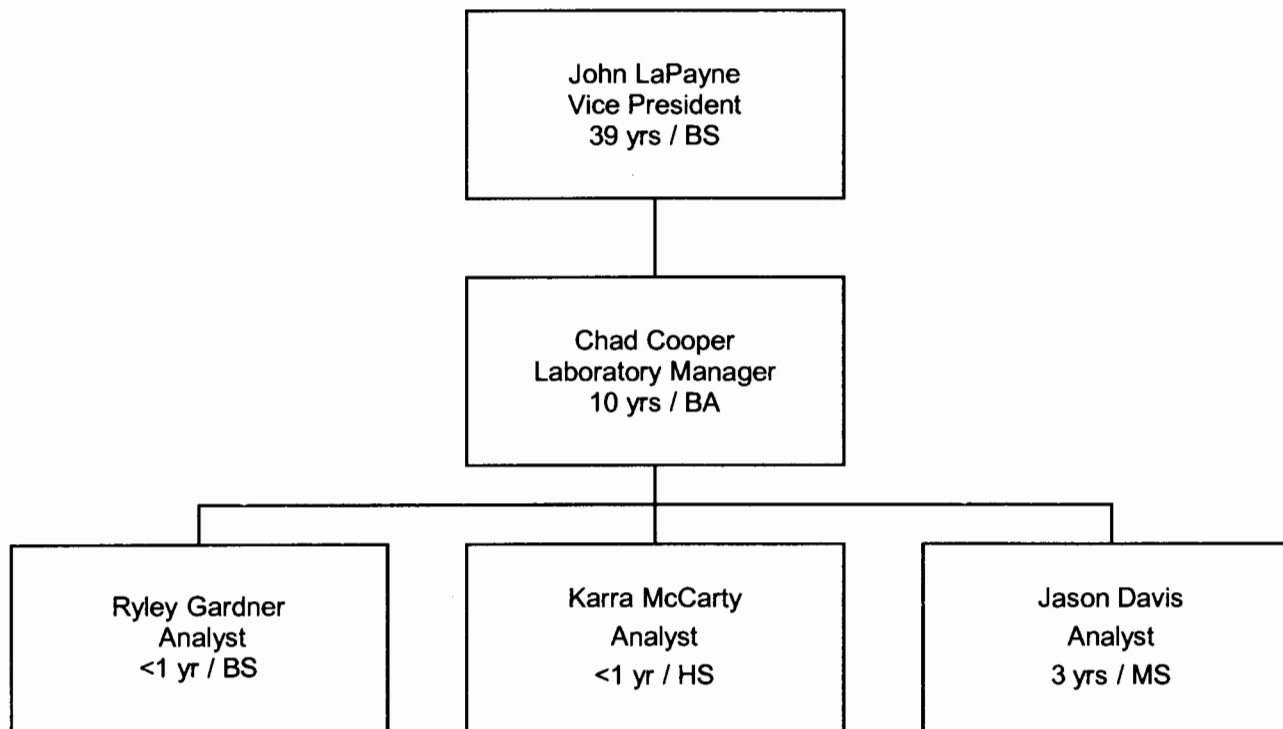 John LaPayne
Vice President
39 yrs / BS
Chad Cooper
Laboratory Manager
10 yrs / BA
Ryley Gardner
Analyst
<1 yr / BS
Karra McCarty
Analyst
<1 yr / HS
Jason Davis
Analyst
3 yrs / MS